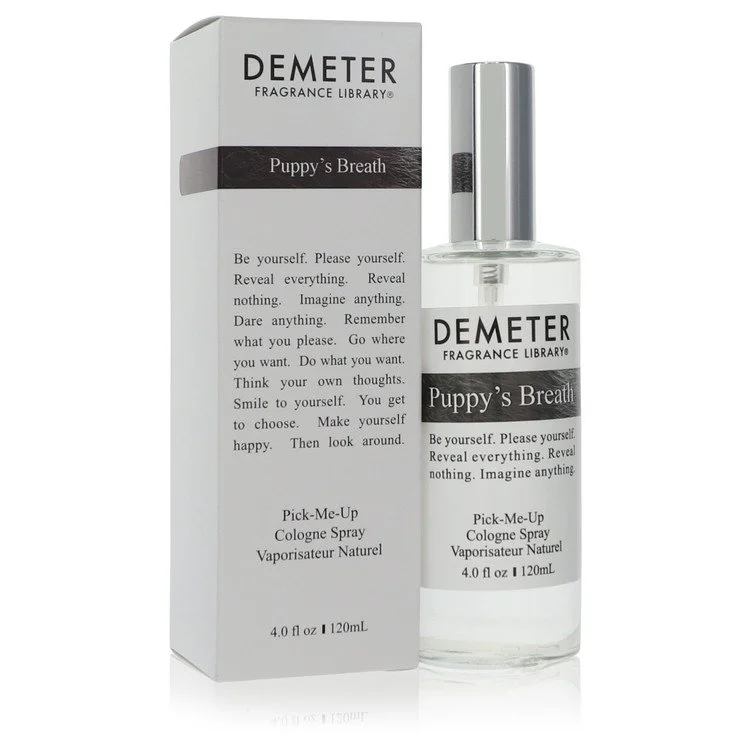 DEMETER
FRAGRANCE LIBRARY®
Puppy's Breath
Be yourself. Please yourself.
Reveal everything. Reveal
nothing. Imagine anything.
Dare anything. Remember
what you please. Go where
you want. Do what you want.
Think your own thoughts.
Smile to yourself. You get
to choose. Make yourself
happy. Then look around.
Pick-Me-Up
Cologne Spray
Vaporisateur Naturel
4.0 fl oz 120mL
DEMETER
FRAGRANCE LIBRARY®
Puppy's Breath
Be yourself. Please yourself.
Reveal everything. Reveal
nothing. Imagine anything.
Pick-Me-Up
Cologne Spray
Vaporisateur Naturel
4.0 fl oz 120mL